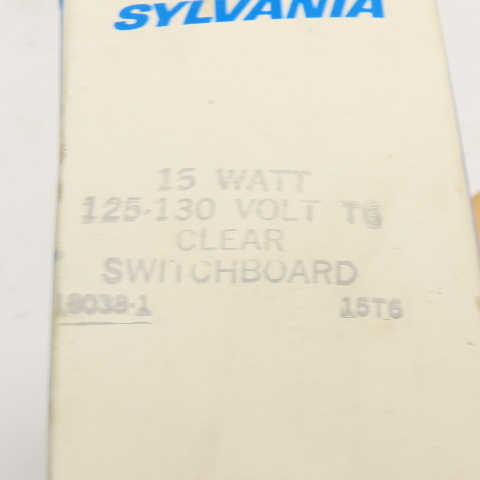 SYLVANIA
15 WATT
125-130 VOLT T6
CLEAR
SWITCHBOARD
18038-1 15T6